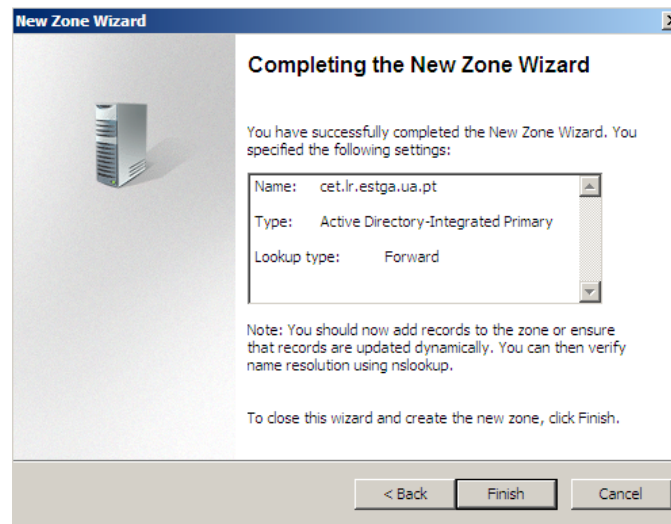 New Zone Wizard
Completing the New Zone Wizard
You have successfully completed the New Zone Wizard. You
specified the following settings:
Name: cet.lr.estga.ua.pt
Type: Active Directory-Integrated Primary
Lookup type: Forward
Note: You should now add records to the zone or ensure
that records are updated dynamically. You can then verify
name resolution using nslookup.
To close this wizard and create the new zone, click Finish.
< Back Finish Cancel